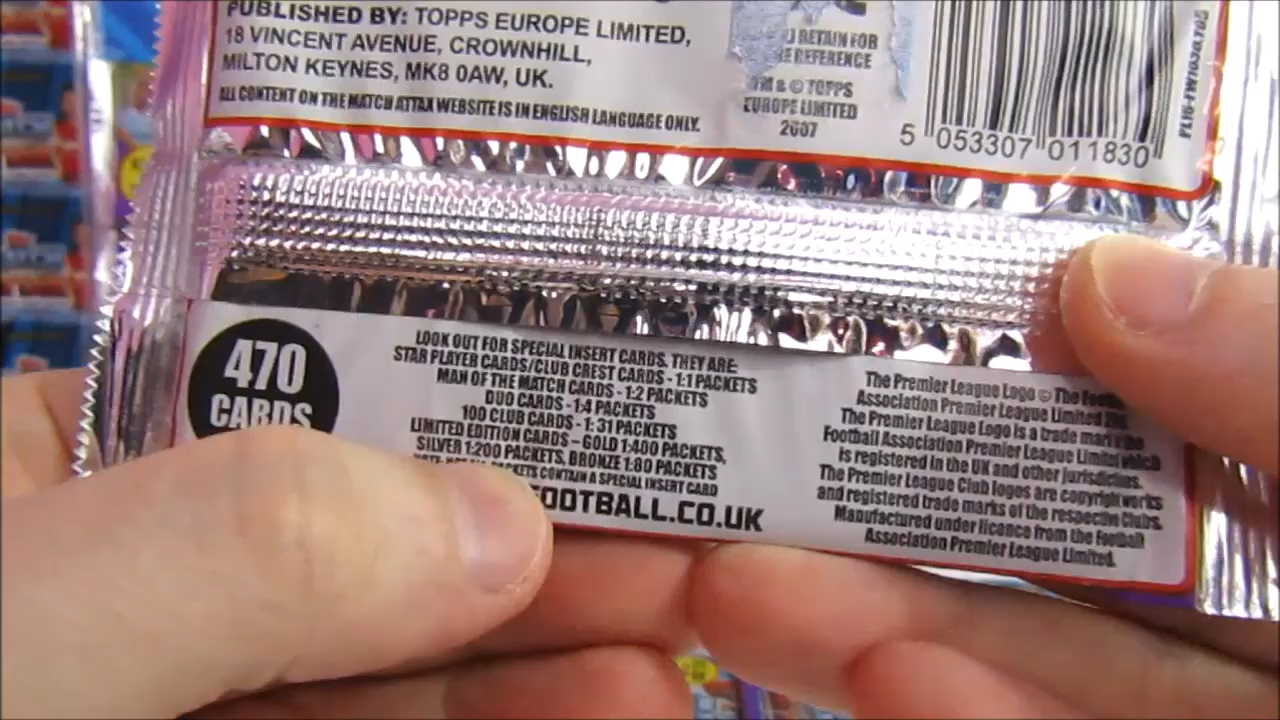 PUBLISHED BY: TOPPS EUROPE LIMITED,
18 VINCENT AVENUE, CROWNHILL,
MILTON KEYNES, MK8 0AW, UK.
ALL CONTENT ON THE MATCH ATTAX WEBSITE IS IN ENGLISH LANGUAGE ONLY.
RETAIN FOR
REFERENCE
TM & © TOPPS
EUROPE LIMITED
2007
5 053307 011830
470
CARDS
LOOK OUT FOR SPECIAL INSERT CARDS. THEY ARE:
STAR PLAYER CARDS/CLUB CREST CARDS - 1:1 PACKETS
MAN OF THE MATCH CARDS - 1:2 PACKETS
DUO CARDS - 1:4 PACKETS
100 CLUB CARDS - 1: 31 PACKETS
LIMITED EDITION CARDS – GOLD 1:400 PACKETS,
SILVER 1:200 PACKETS, BRONZE 1:80 PACKETS
PACKETS CONTAIN A SPECIAL INSERT CARD
FOOTBALL.CO.UK
The Premier League Logo © The
Association Premier League Limited
The Premier League Logo is a trade mark
Football Association Premier League Limited which
is registered in the UK and other jurisdictions.
The Premier League Club logos are copyright works
and registered trade marks of the respective Clubs.
Manufactured under licence from the Football
Association Premier League Limited.